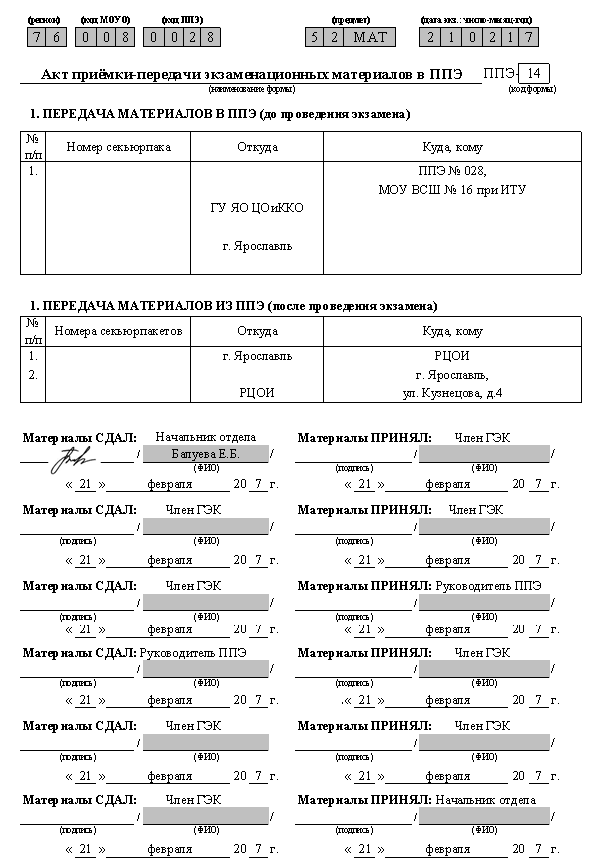 (регион) (код МОУО) (код ППЭ) (предмет) (дата экз.: число-месяц-год)
7 6 0 0 8 0 0 2 8 5 2 МАТ 2 1 0 2 1 7
Акт приёмки-передачи экзаменационных материалов в ППЭ ППЭ- 14
(наименование формы) (код формы)
1. ПЕРЕДАЧА МАТЕРИАЛОВ В ППЭ (до проведения экзамена)
№ п/п Номер секьюрпака Откуда Куда, кому
1. ППЭ № 028,
МОУ ВСШ № 16 при ИТУ
ГУ ЯО ЦОиККО
г. Ярославль
1. ПЕРЕДАЧА МАТЕРИАЛОВ ИЗ ППЭ (после проведения экзамена)
№ п/п Номера секьюрпакетов Откуда Куда, кому
1. г. Ярославль РЦОИ
2. г. Ярославль,
РЦОИ ул. Кузнецова, д.4
Материалы СДАЛ: Начальник отдела Материалы ПРИНЯЛ: Член ГЭК
/ Балуева Е.Б. / / /
(ФИО) (подпись) (ФИО)
« 21 » февраля 20 7 г. « 21 » февраля 20 7 г.
Материалы СДАЛ: Член ГЭК Материалы ПРИНЯЛ: Член ГЭК
/ / / /
(подпись) (ФИО) (подпись) (ФИО)
« 21 » февраля 20 7 г. « 21 » февраля 20 7 г.
Материалы СДАЛ: Член ГЭК Материалы ПРИНЯЛ: Руководитель ППЭ
/ / / /
(подпись) (ФИО) (подпись) (ФИО)
« 21 » февраля 20 7 г. « 21 » февраля 20 7 г.
Материалы СДАЛ: Руководитель ППЭ Материалы ПРИНЯЛ: Член ГЭК
/ / / /
(подпись) (ФИО) (подпись) (ФИО)
« 21 » февраля 20 7 г. .« 21 » февраля 20 7 г.
Материалы СДАЛ: Член ГЭК Материалы ПРИНЯЛ: Член ГЭК
/ / /
(подпись) (ФИО) (подпись) (ФИО)
« 21 » февраля 20 7 г. « 21 » февраля 20 7 г.
Материалы СДАЛ: Член ГЭК Материалы ПРИНЯЛ: Начальник отдела
/ / / /
(подпись) (ФИО) (подпись) (ФИО)
« 21 » февраля 20 7 г. « 21 » февраля 20 7 г.